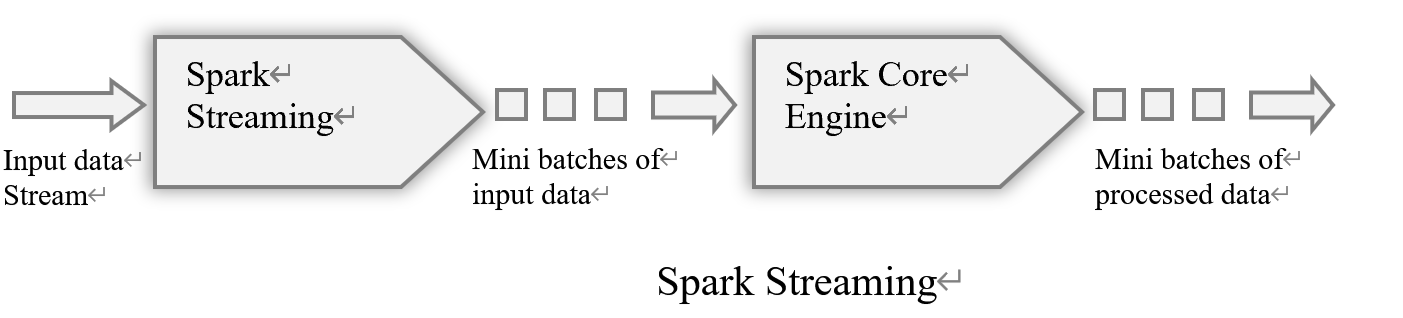 Spark
Streaming
Spark Core
Engine
Input data
Stream
Mini batches of
input data
Mini batches of
processed data
Spark Streaming